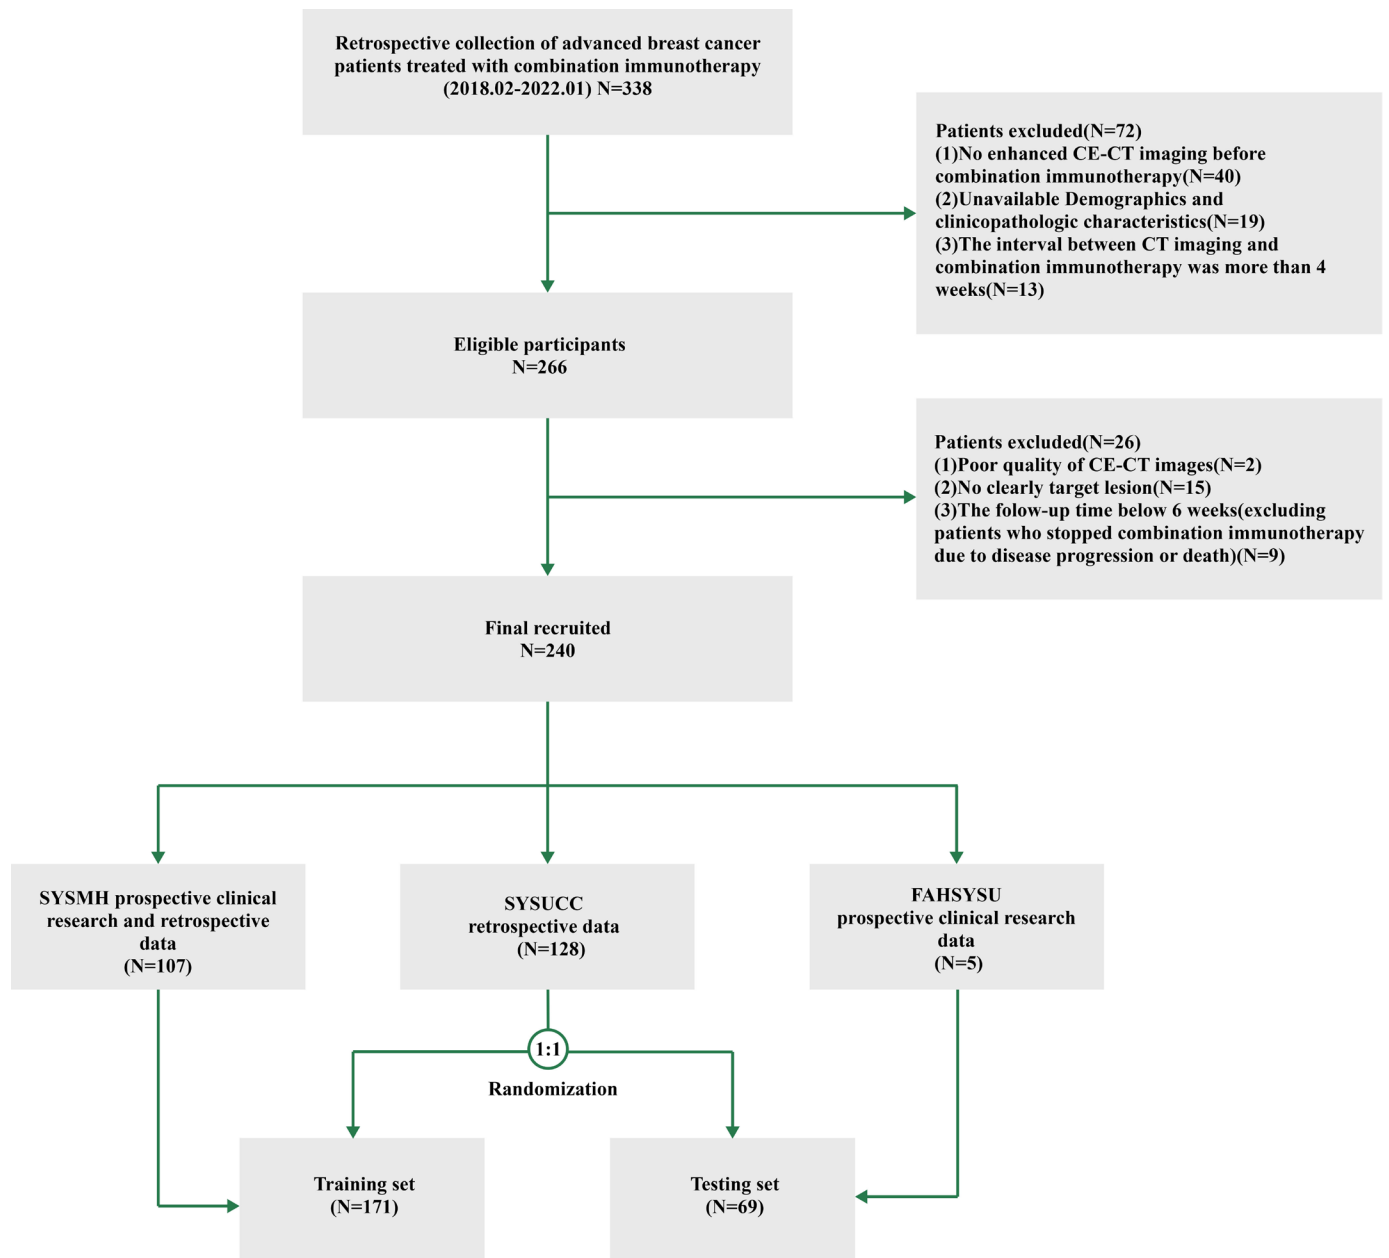 Retrospective collection of advanced breast cancer
patients treated with combination immunotherapy
(2018.02-2022.01) N=338
Patients excluded(N=72)
(1)No enhanced CE-CT imaging before
combination immunotherapy(N=40)
(2)Unavailable Demographics and
clinicopathologic characteristics(N=19)
(3)The interval between CT imaging and
combination immunotherapy was more than 4
weeks(N=13)
Eligible participants
N=266
Patients excluded(N=26)
(1)Poor quality of CE-CT images(N=2)
(2)No clearly target lesion(N=15)
(3)The folow-up time below 6 weeks(excluding
patients who stopped combination immunotherapy
due to disease progression or death)(N=9)
Final recruited
N=240
SYSMH prospective clinical
research and retrospective
data
(N=107)
SYSUCC
retrospective data
(N=128)
FAHSYSU
prospective clinical research
data
(N=5)
1:1
Randomization
Training set
(N=171)
Testing set
(N=69)